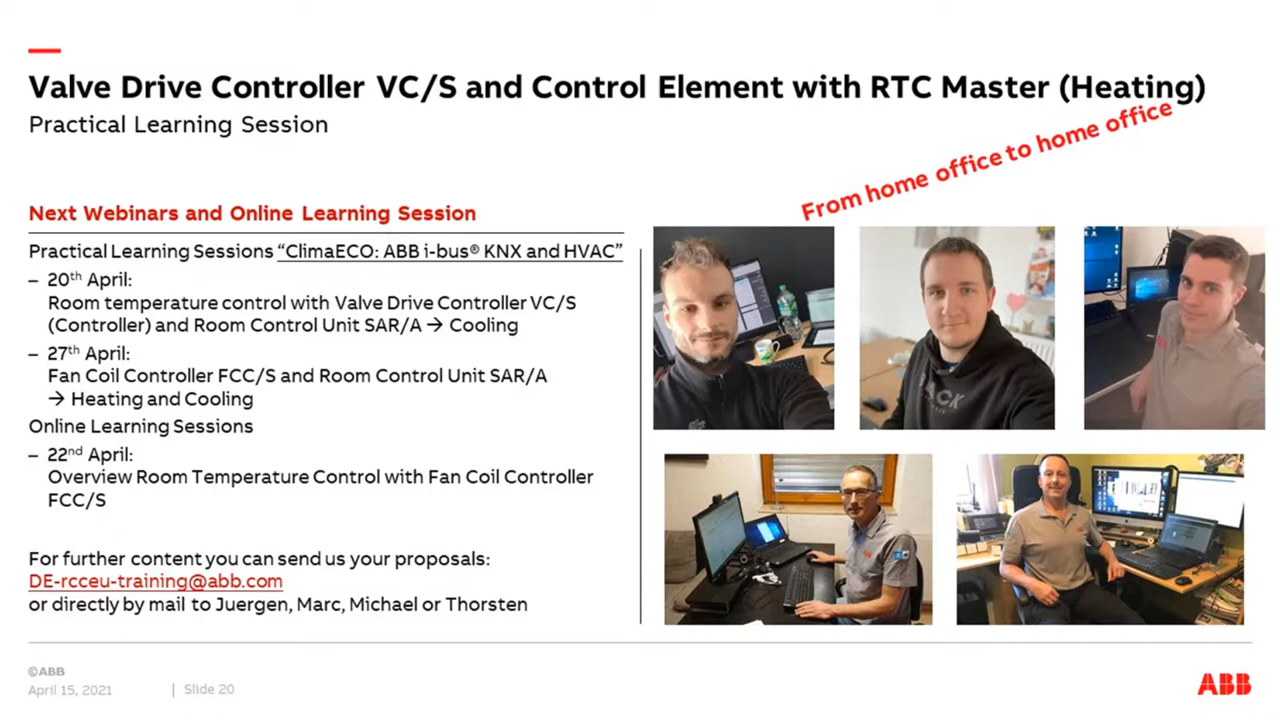 Valve Drive Controller VC/S and Control Element with RTC Master (Heating)
Practical Learning Session
From home office to home office
Next Webinars and Online Learning Session
Practical Learning Sessions “ClimaECO: ABB i-bus® KNX and HVAC”
– 20th April:
Room temperature control with Valve Drive Controller VC/S
(Controller) and Room Control Unit SAR/A → Cooling
– 27th April:
Fan Coil Controller FCC/S and Room Control Unit SAR/A
→ Heating and Cooling
Online Learning Sessions
– 22nd April:
Overview Room Temperature Control with Fan Coil Controller
FCC/S
For further content you can send us your proposals:
DE-rcceu-training@abb.com
or directly by mail to Juergen, Marc, Michael or Thorsten
©ABB
April 15, 2021 | Slide 20
ABB